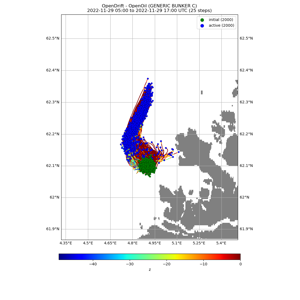 OpenDrift - OpenOil (GENERIC BUNKER C)
2022-11-29 05:00 to 2022-11-29 17:00 UTC (25 steps)
initial (2000)
active (2000)
62.5°N
62.5°N
62.4°N
62.4°N
62.3°N
62.3°N
62.2°N
62.2°N
62.1°N
62.1°N
62°N
62°N
61.9°N
61.9°N
4.35°E
4.5°E
4.65°E
4.8°E
4.95°E
5.1°E
5.25°E
5.4°E
−40
−30
−20
−10
0
z